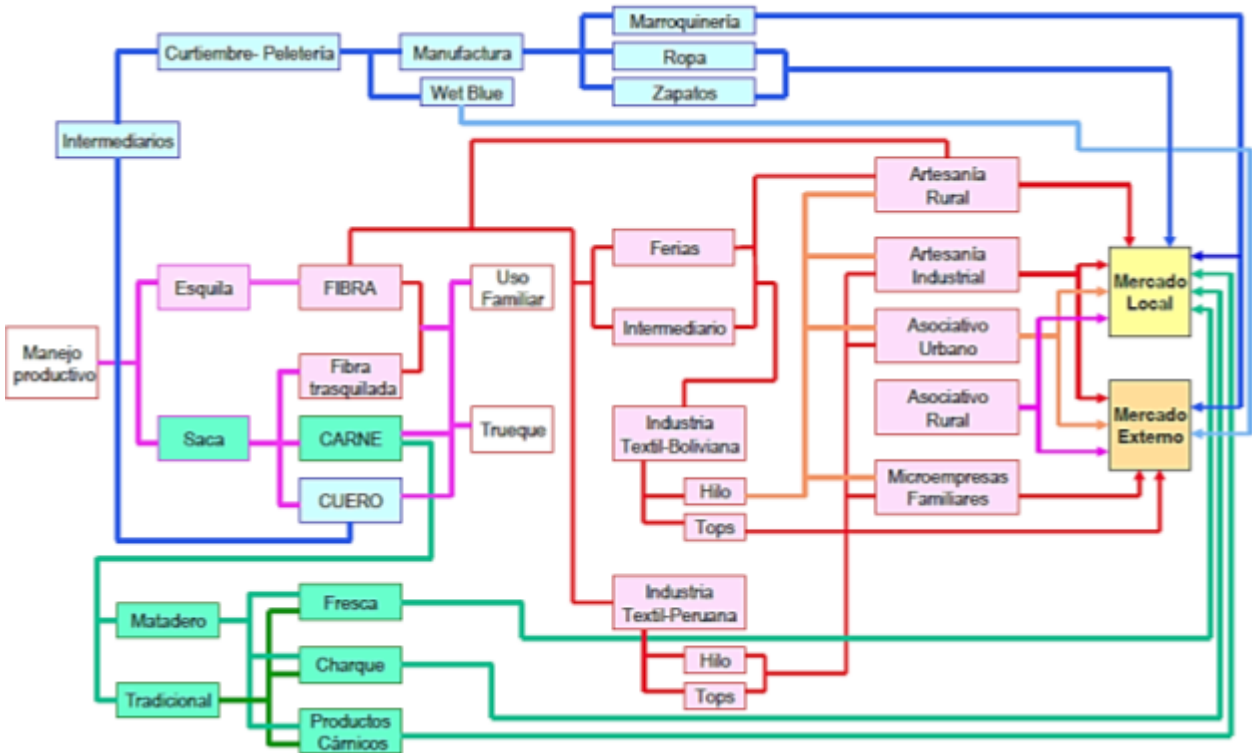 Marroquinería
Curtiembre- Peletería
Manufactura
Ropa
Wet Blue
Zapatos
Intermediarios
Artesanía
Rural
Ferias
Artesanía
Industrial
Mercado
Local
Esquila
FIBRA
Uso
Familiar
Intermediario
Asociativo
Urbano
Manejo
productivo
Fibra
trasquilada
Asociativo
Rural
Mercado
Externo
Saca
CARNE
Trueque
Industria
Textil-Boliviana
CUERO
Hilo
Microempresas
Familiares
Tops
Matadero
Fresca
Industria
Textil-Peruana
Charque
Hilo
Tradicional
Tops
Productos
Cárnicos